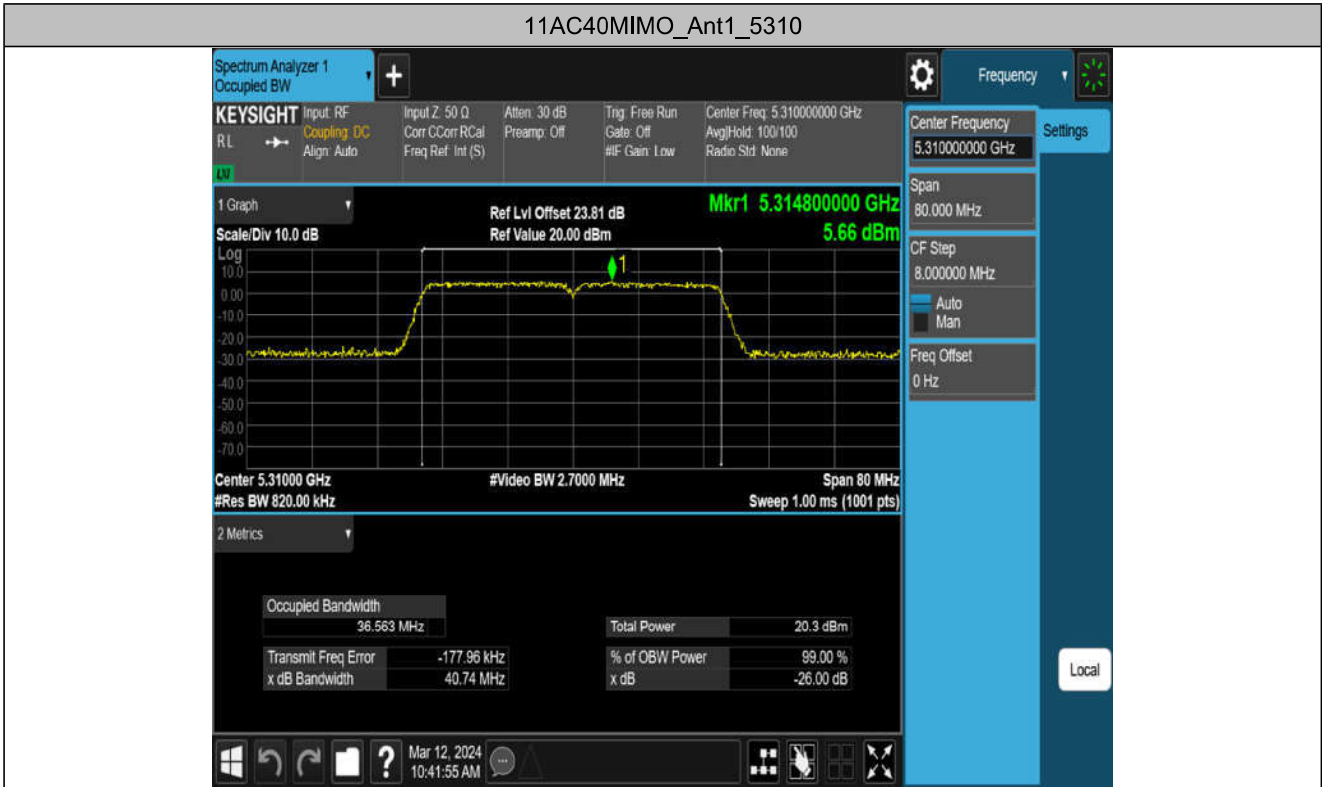 11AC40MIMO_Ant1_5310
Spectrum Analyzer 1
Occupied BW
+
Frequency
KEYSIGHT
R L
LXI
Input: RF
Coupling: DC
Align: Auto
Input Z: 50 Ω
Corr CCorr RCal
Freq Ref: Int (S)
Atten: 30 dB
Preamp: Off
Trig: Free Run
Gate: Off
#IF Gain: Low
Center Freq: 5.310000000 GHz
Avg|Hold: 100/100
Radio Std: None
Center Frequency
5.310000000 GHz
Settings
Span
80.000 MHz
CF Step
8.000000 MHz
Auto
Man
Freq Offset
0 Hz
Local
1 Graph
Scale/Div 10.0 dB
Ref Lvl Offset 23.81 dB
Ref Value 20.00 dBm
Mkr1 5.314800000 GHz
5.66 dBm
Log
10.0
0.00
-10.0
-20.0
-30.0
-40.0
-50.0
-60.0
-70.0
1
Center 5.31000 GHz
#Video BW 2.7000 MHz
Span 80 MHz
#Res BW 820.00 kHz
Sweep 1.00 ms (1001 pts)
2 Metrics
Occupied Bandwidth
36.563 MHz
Total Power 20.3 dBm
Transmit Freq Error -177.96 kHz
% of OBW Power 99.00 %
x dB Bandwidth 40.74 MHz
x dB -26.00 dB
?
Mar 12, 2024
10:41:55 AM